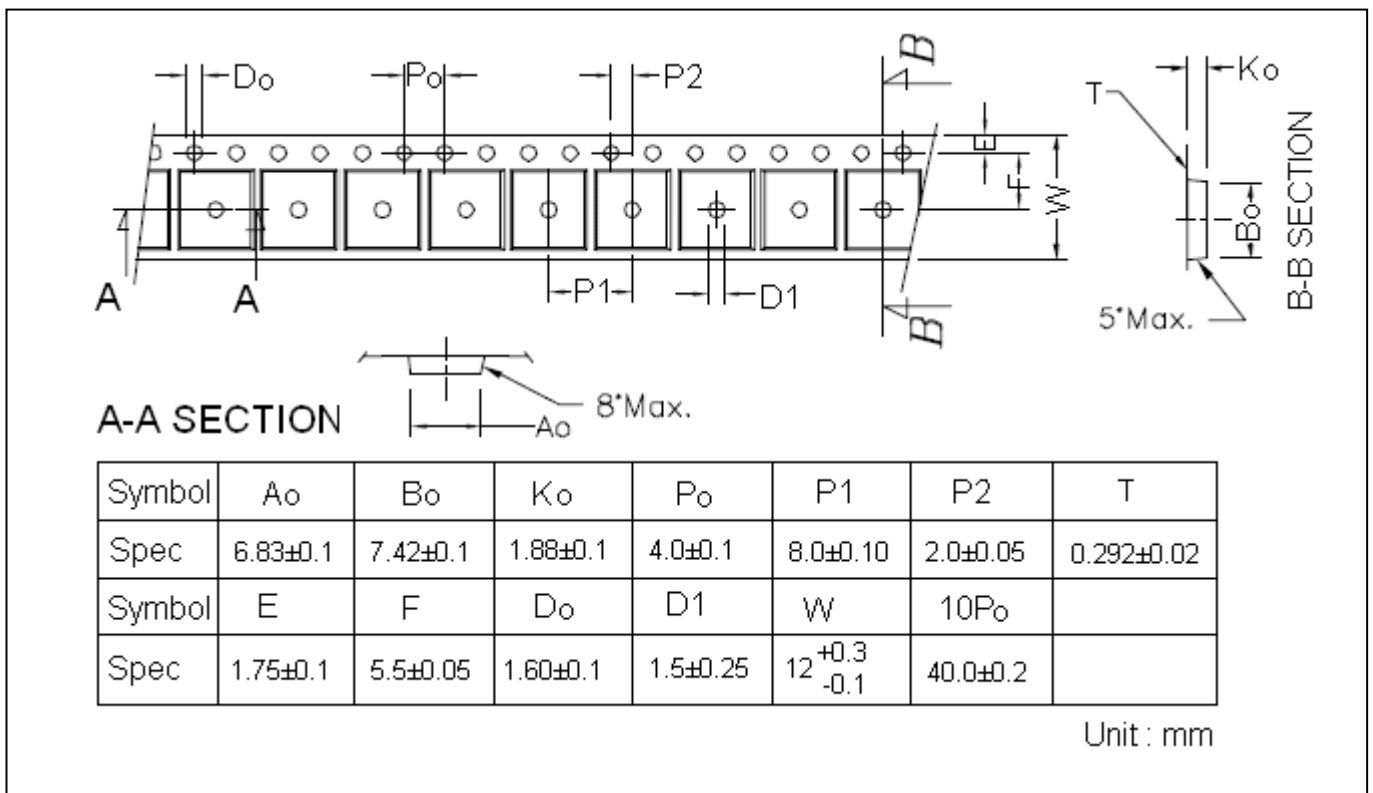 B
Do
Po
P2
Ko
T
E
F
W
Bo
B-B SECTION
A
A
P1
D1
B
5°Max.
8°Max.
A-A SECTION
Ao
Symbol Ao Bo Ko Po P1 P2 T
Spec 6.83±0.1 7.42±0.1 1.88±0.1 4.0±0.1 8.0±0.10 2.0±0.05 0.292±0.02
Symbol E F Do D1 W 10Po
Spec 1.75±0.1 5.5±0.05 1.60±0.1 1.5±0.25 12 +0.3 -0.1 40.0±0.2
Unit : mm